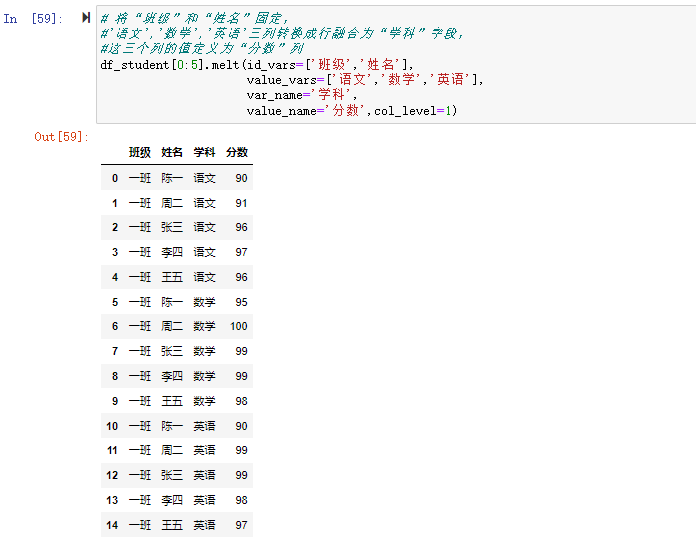 In [59]: # 将“班级”和“姓名”固定，
#'语文','数学','英语'三列转换成行融合为“学科”字段，
#这三个列的值定义为“分数”列
df_student[0:5].melt(id_vars=['班级','姓名'],
value_vars=['语文','数学','英语'],
var_name='学科',
value_name='分数',col_level=1)
Out[59]:
班级 姓名 学科 分数
0 一班 陈一 语文 90
1 一班 周二 语文 91
2 一班 张三 语文 96
3 一班 李四 语文 97
4 一班 王五 语文 96
5 一班 陈一 数学 95
6 一班 周二 数学 100
7 一班 张三 数学 99
8 一班 李四 数学 99
9 一班 王五 数学 98
10 一班 陈一 英语 90
11 一班 周二 英语 99
12 一班 张三 英语 99
13 一班 李四 英语 98
14 一班 王五 英语 97